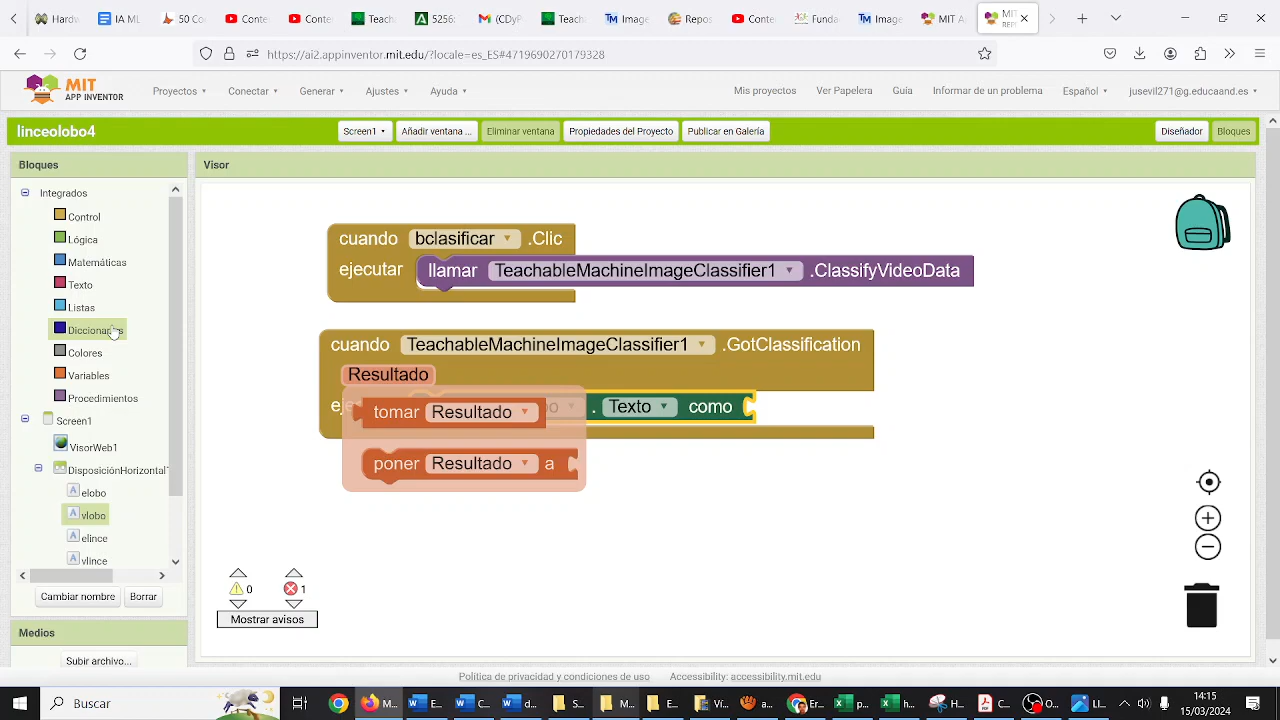 IA ML
50 Co
Conte
Conte
Teach
5256
(CDyP
Teach
Image
Repos
Conte
Funda
Image
MIT A
MIT
https://ai2.appinventor.mit.edu/?locale=es_ES#4719690270179328
MIT
APP INVENTOR
Proyectos
Conectar
Generar
Ajustes
Ayuda
Mis proyectos
Ver Papelera
Guía
Informar de un problema
Español
jusevil271@g.educaand.es
linceolobo4
Screen1
Añadir ventana ...
Eliminar ventana
Propiedades del Proyecto
Publicar en Galería
Diseñador
Bloques
Bloques
Visor
Integrados
Control
Lógica
Matemáticas
Texto
Listas
Diccionarios
Colores
Variables
Procedimientos
Screen1
VisorWeb1
DisposiciónHorizontal1
elobo
vlobo
elince
vlince
Cambiar nombre
Borrar
Medios
Subir archivo...
cuando bclasificar .Clic
ejecutar llamar TeachableMachineImageClassifier1 .ClassifyVideoData
cuando TeachableMachineImageClassifier1 .GotClassification
Resultado
. Texto como
tomar Resultado
poner Resultado a
0
1
Mostrar avisos
Política de privacidad y condiciones de uso
Accessibility: accessibility.mit.edu
Buscar
14:15
15/03/2024